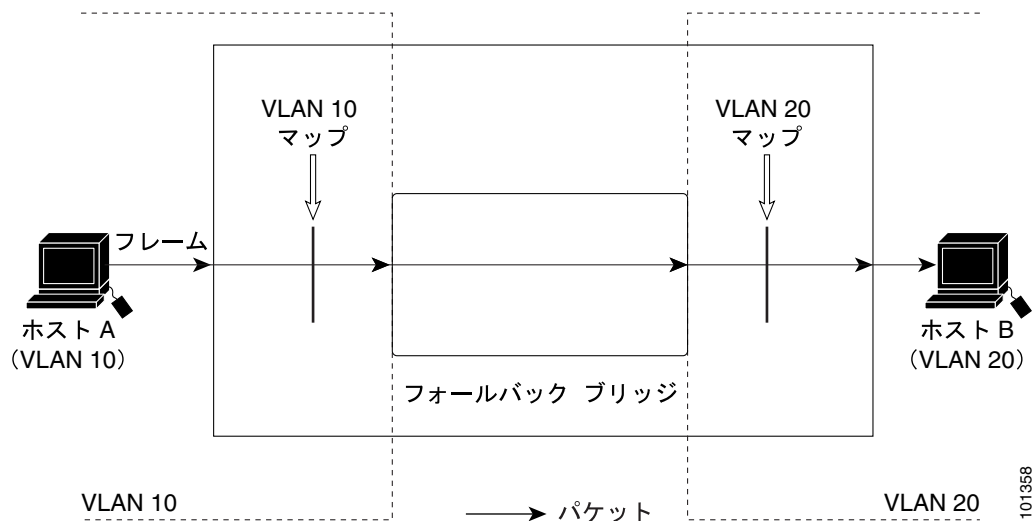 VLAN 10
マップ
VLAN 20
マップ
フレーム
ホスト A
（VLAN 10）
ホスト B
（VLAN 20）
フォールバック ブリッジ
VLAN 10
パケット
VLAN 20
101358